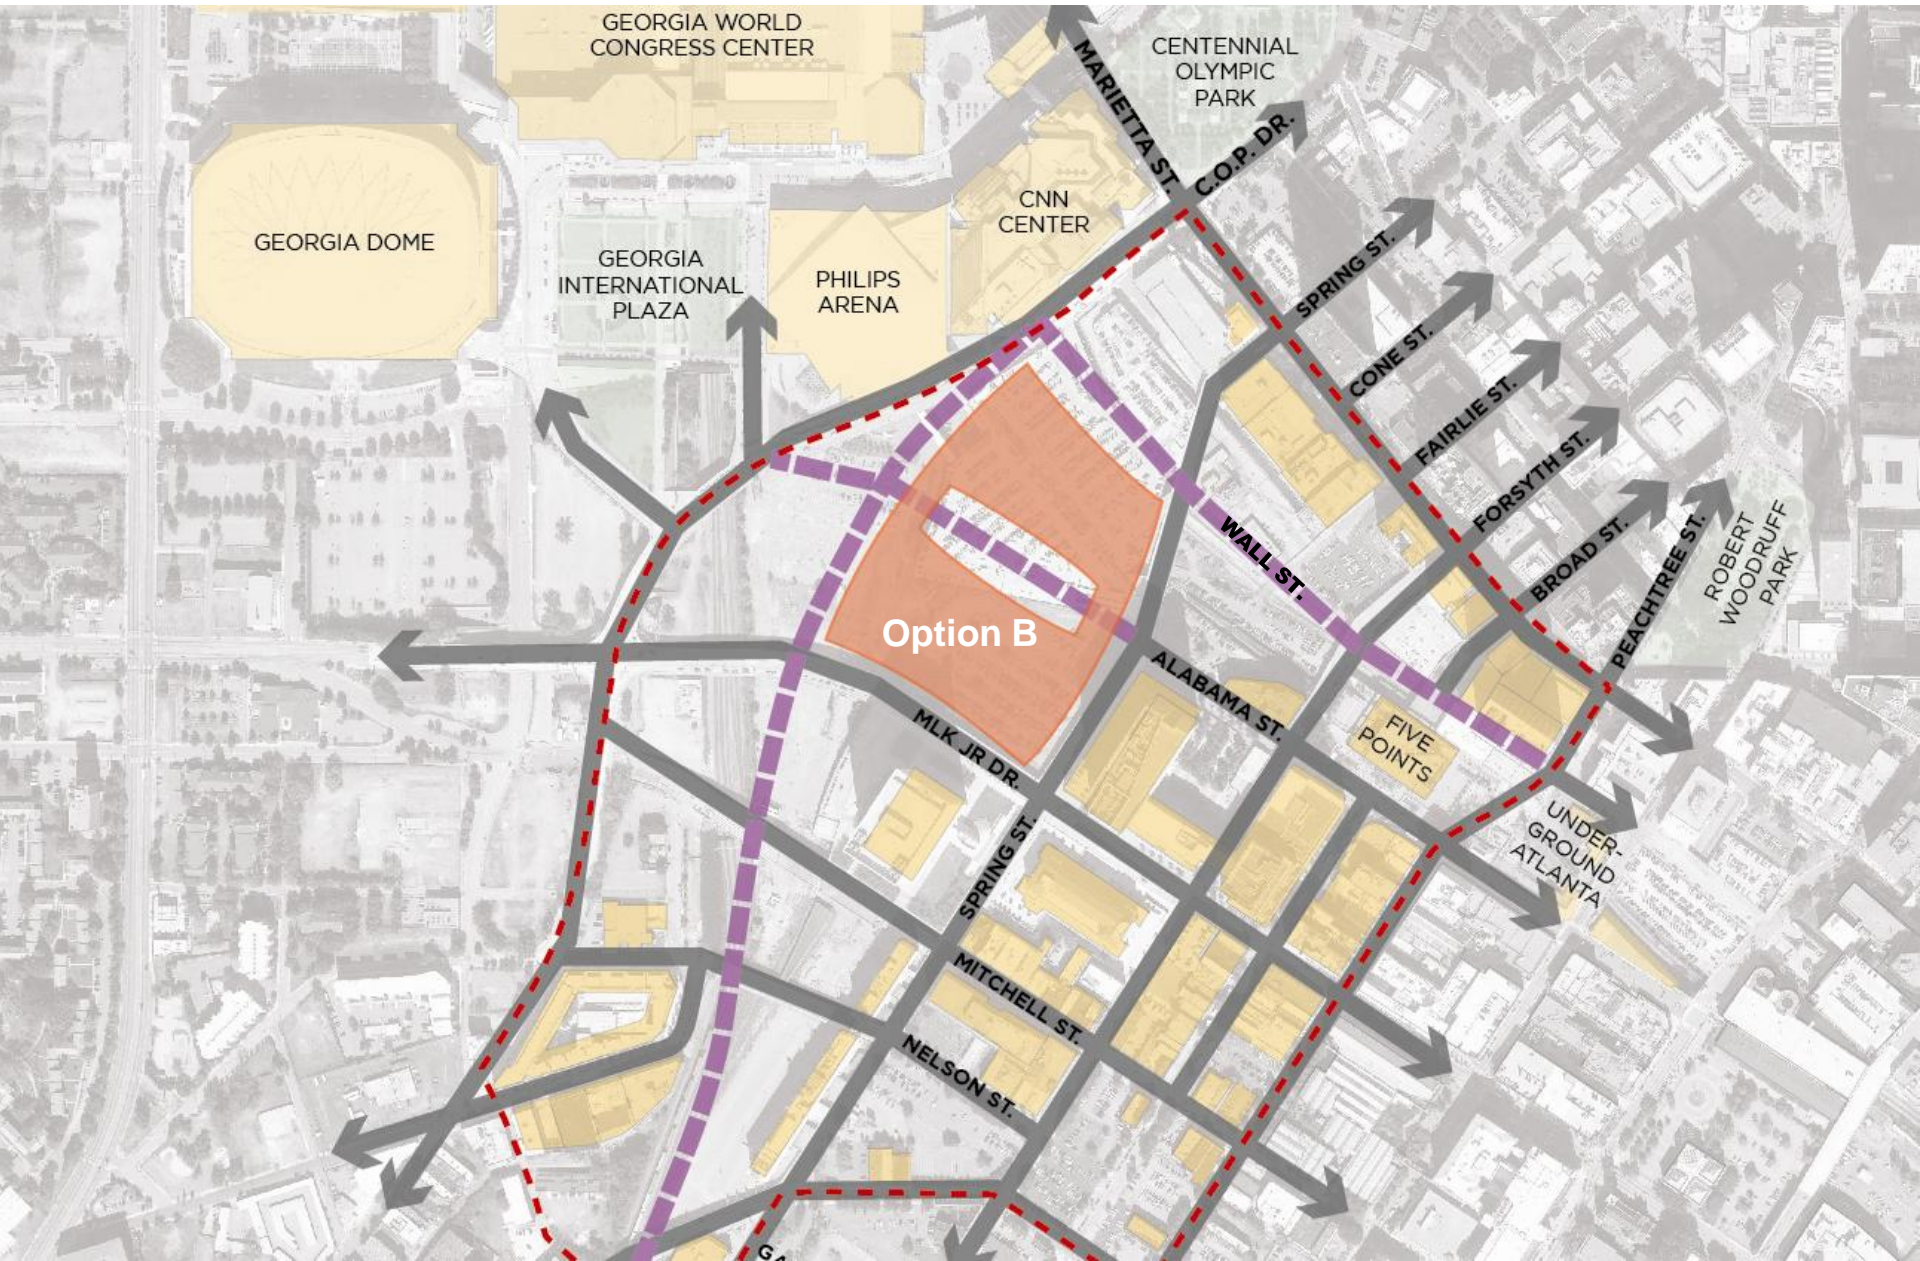 GEORGIA WORLD
CONGRESS CENTER
CENTENNIAL
OLYMPIC
PARK
MARIETTA ST.
C.O.P. DR.
CNN
CENTER
GEORGIA DOME
GEORGIA
INTERNATIONAL
PLAZA
PHILIPS
ARENA
SPRING ST.
CONE ST.
FAIRLIE ST.
FORSYTH ST.
BROAD ST.
PEACHTREE ST.
ROBERT
WOODRUFF
PARK
WALL ST.
Option B
ALABAMA ST.
FIVE
POINTS
MLK JR DR.
UNDER-
GROUND
ATLANTA
SPRING ST.
MITCHELL ST.
NELSON ST.